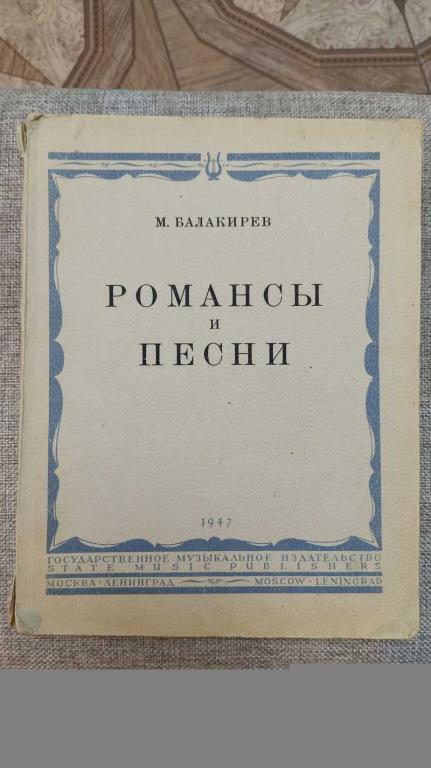 М. БАЛАКИРЕВ
РОМАНСЫ
И
ПЕСНИ
1947
ГОСУДАРСТВЕННОЕ МУЗЫКАЛЬНОЕ ИЗДАТЕЛЬСТВО
STATE MUSIC PUBLISHERS
МОСКВА · ЛЕНИНГРАД MOSCOW · LENINGRAD